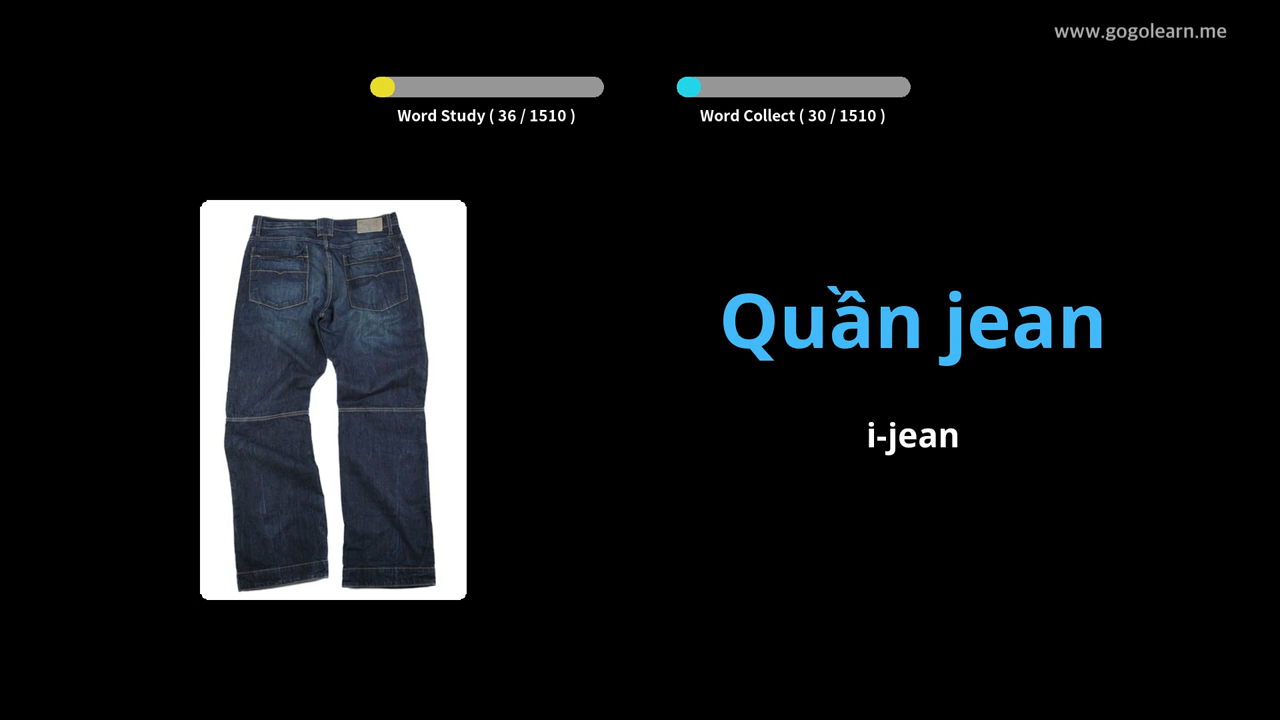 www.gogolearn.me
Word Study ( 36 / 1510 )
Word Collect ( 30 / 1510 )
Quần jean
i-jean